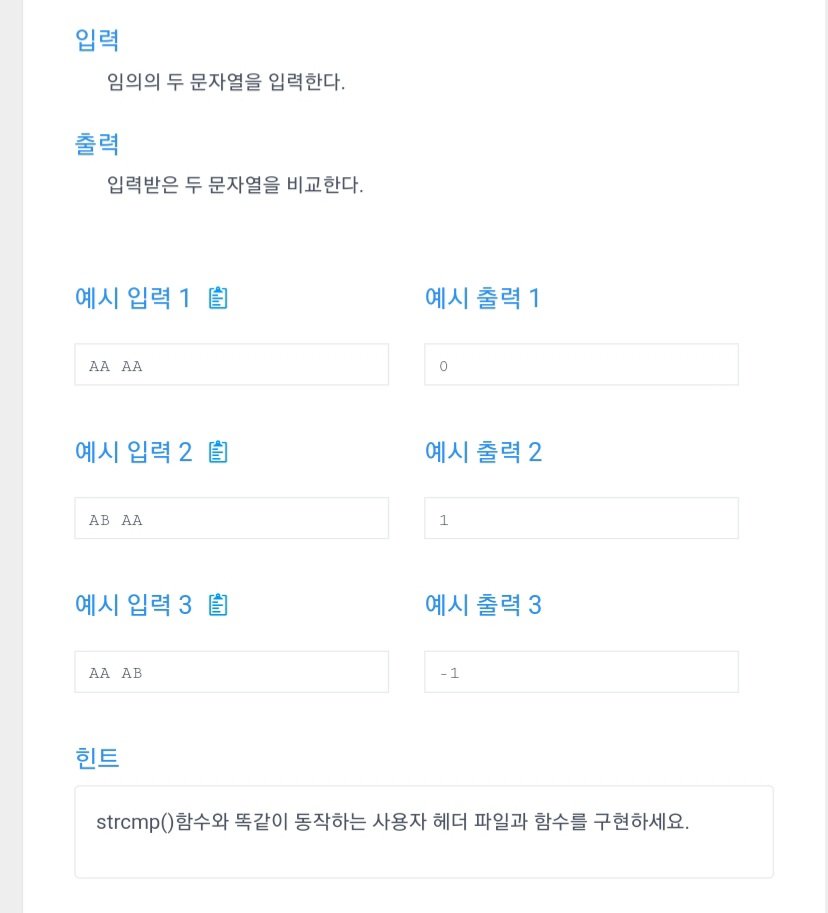 입력
임의의 두 문자열을 입력한다.
출력
입력받은 두 문자열을 비교한다.
예시 입력 1
예시 출력 1
AA AA
0
예시 입력 2
예시 출력 2
AB AA
1
예시 입력 3
예시 출력 3
AA AB
-1
힌트
strcmp()함수와 똑같이 동작하는 사용자 헤더 파일과 함수를 구현하세요.